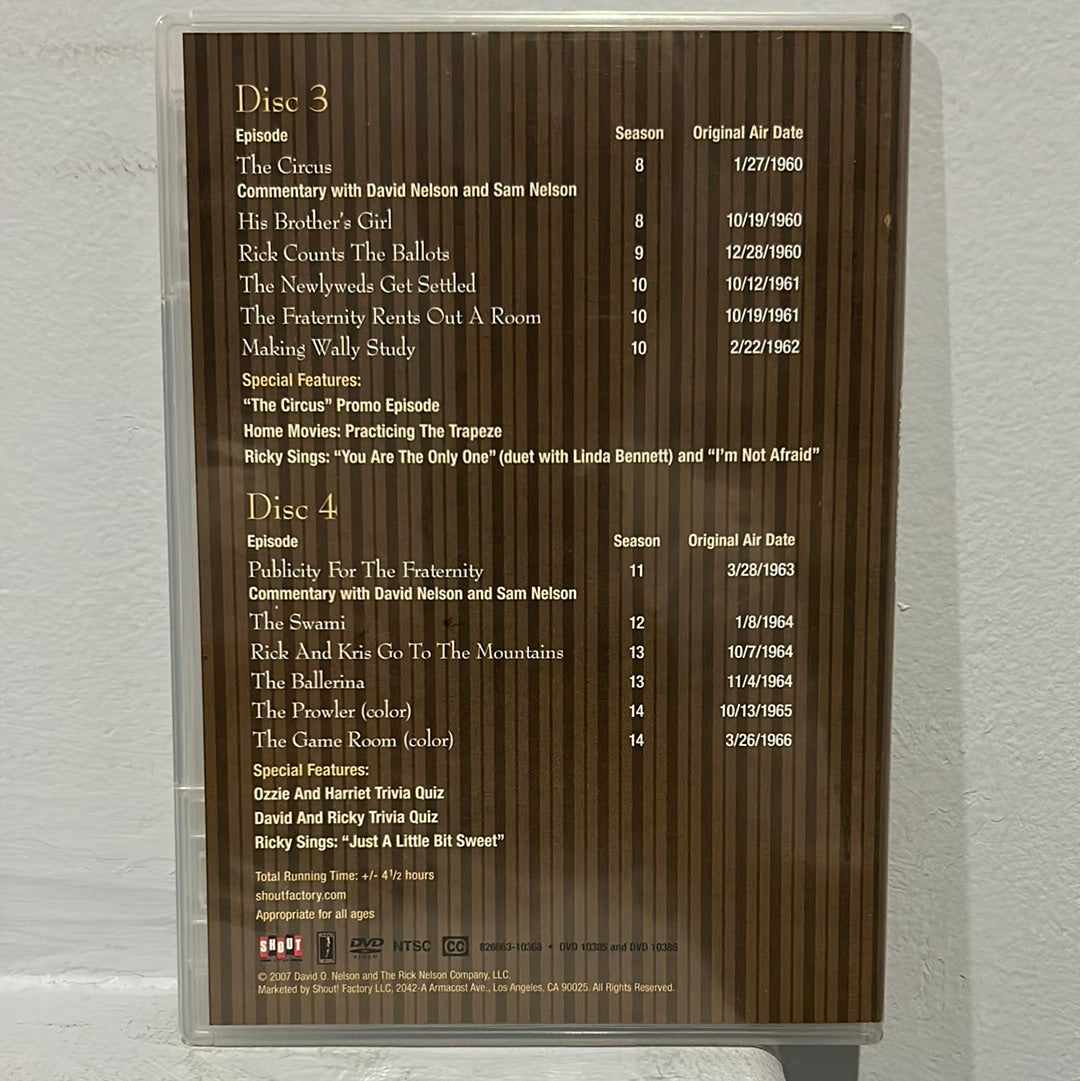 Disc 3
Episode Season Original Air Date
The Circus 8 1/27/1960
Commentary with David Nelson and Sam Nelson
His Brother's Girl 8 10/19/1960
Rick Counts The Ballots 9 12/28/1960
The Newlyweds Get Settled 10 10/12/1961
The Fraternity Rents Out A Room 10 10/19/1961
Making Wally Study 10 2/22/1962
Special Features:
“The Circus” Promo Episode
Home Movies: Practicing The Trapeze
Ricky Sings: “You Are The Only One” (duet with Linda Bennett) and “I'm Not Afraid”
Disc 4
Episode Season Original Air Date
Publicity For The Fraternity 11 3/28/1963
Commentary with David Nelson and Sam Nelson
The Swami 12 1/8/1964
Rick And Kris Go To The Mountains 13 10/7/1964
The Ballerina 13 11/4/1964
The Prowler (color) 14 10/13/1965
The Game Room (color) 14 3/26/1966
Special Features:
Ozzie And Harriet Trivia Quiz
David And Ricky Trivia Quiz
Ricky Sings: “Just A Little Bit Sweet”
Total Running Time: +/- 4 1/2 hours
shoutfactory.com
Appropriate for all ages
SHOUT DVD VIDEO NTSC CC 826663-10368 • DVD 10385 and DVD 10386
© 2007 David O. Nelson and The Rick Nelson Company, LLC.
Marketed by Shout! Factory LLC, 2042-A Armacost Ave., Los Angeles, CA 90025. All Rights Reserved.